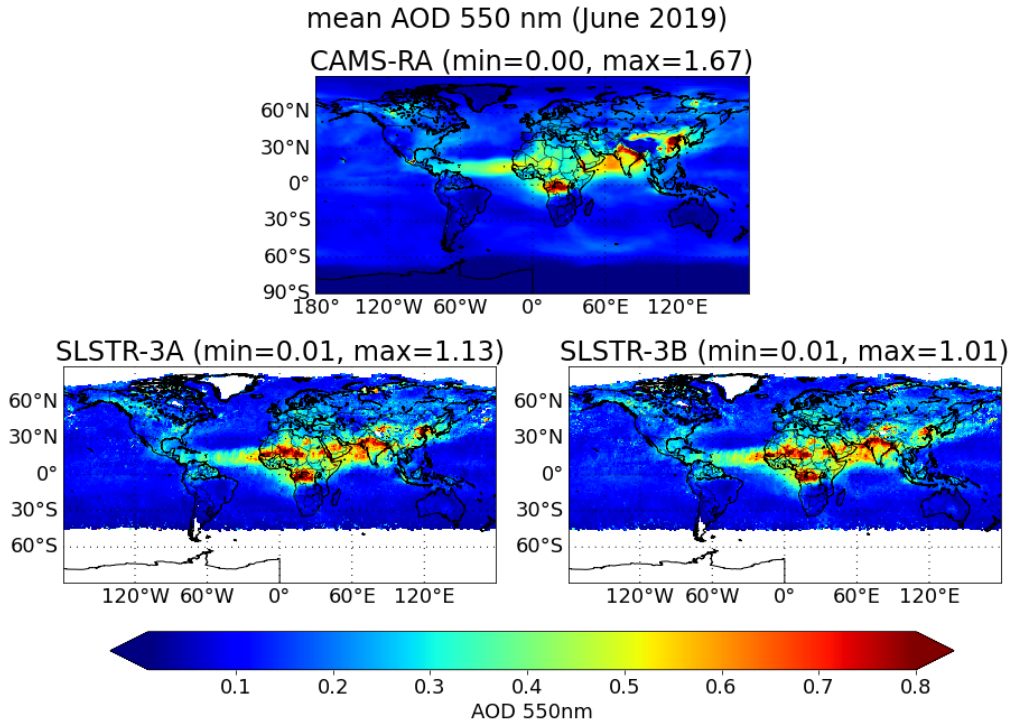 mean AOD 550 nm (June 2019)
CAMS-RA (min=0.00, max=1.67)
60°N
30°N
0°
30°S
60°S
90°S
180° 120°W 60°W 0° 60°E 120°E
SLSTR-3A (min=0.01, max=1.13)
60°N
30°N
0°
30°S
60°S
120°W 60°W 0° 60°E 120°E
SLSTR-3B (min=0.01, max=1.01)
60°N
30°N
0°
30°S
60°S
120°W 60°W 0° 60°E 120°E
0.1 0.2 0.3 0.4 0.5 0.6 0.7 0.8
AOD 550nm